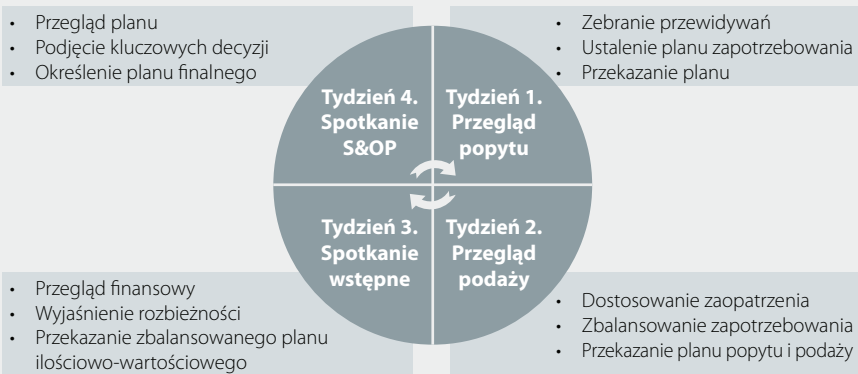 • Przegląd planu
• Podjęcie kluczowych decyzji
• Określenie planu finalnego
• Zebranie przewidywań
• Ustalenie planu zapotrzebowania
• Przekazanie planu
Tydzień 4.
Spotkanie
S&OP
Tydzień 1.
Przegląd
popytu
Tydzień 3.
Spotkanie
wstępne
Tydzień 2.
Przegląd
podaży
• Przegląd finansowy
• Wyjaśnienie rozbieżności
• Przekazanie zbalansowanego planu
ilościowo-wartościowego
• Dostosowanie zaopatrzenia
• Zbalansowanie zapotrzebowania
• Przekazanie planu popytu i podaży